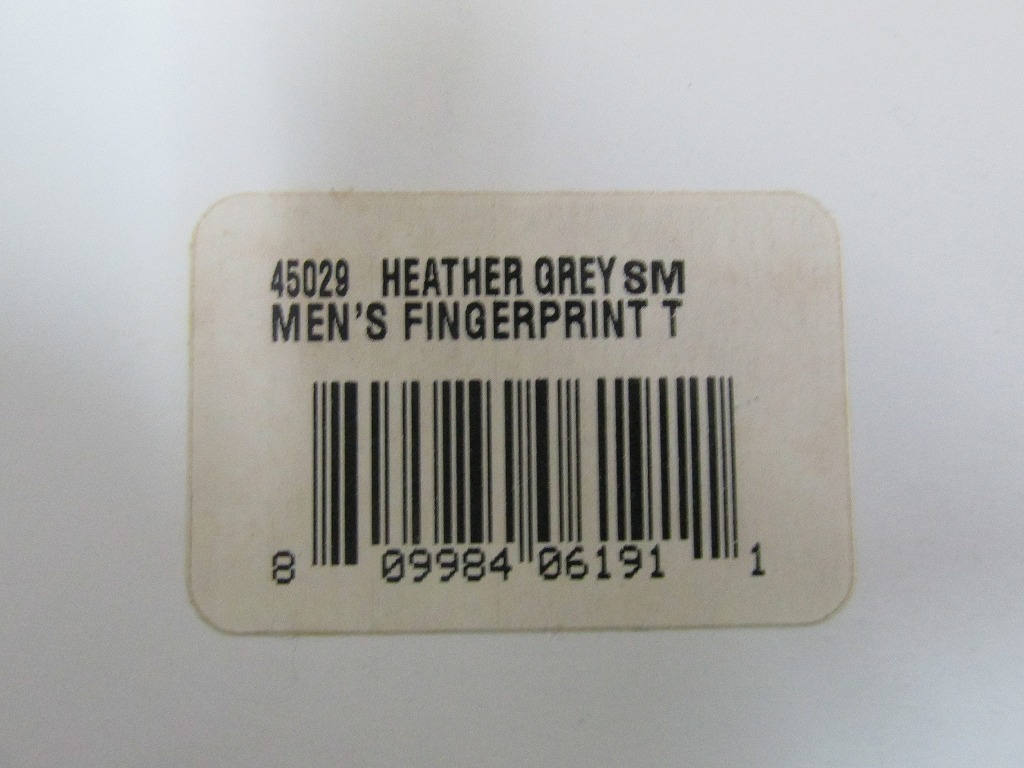 45029 HEATHER GREY SM
MEN'S FINGERPRINT T
8 09984 06191 1